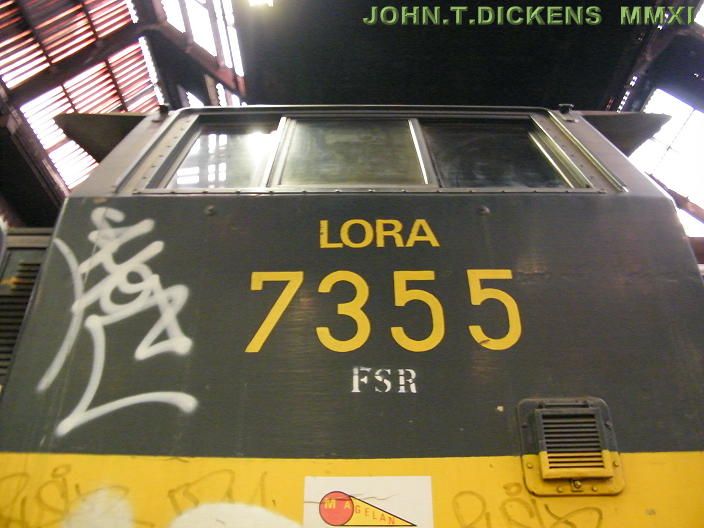 JOHN.T.DICKENS MMXI
LORA
7355
FSR
MAGELAN